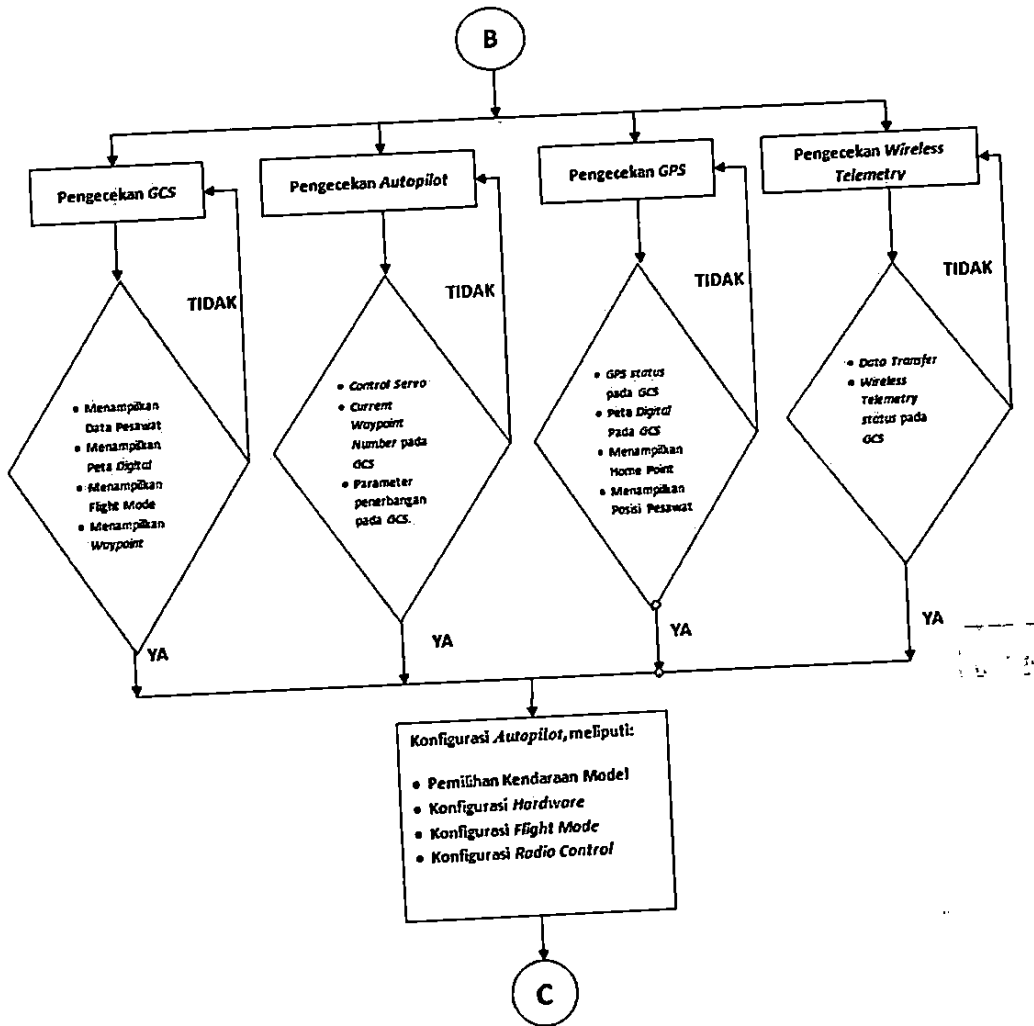 B
Pengecekan GCS
Pengecekan Autopilot
Pengecekan GPS
Pengecekan Wireless
Telemetry
TIDAK
TIDAK
TIDAK
TIDAK
• Menampilkan
Data Pesawat
• Menampilkan
Peta Digital
• Menampilkan
Flight Mode
• Menampilkan
Waypoint
• Control Servo
• Current
Waypoint
Number pada
GCS
• Parameter
penerbangan
pada GCS.
• GPS status
pada GCS
• Peta Digital
Pada GCS
• Menampilkan
Home Point
• Menampilkan
Posisi Pesawat
• Data Transfer
• Wireless
Telemetry
status pada
GCS
YA
YA
YA
YA
Konfigurasi Autopilot, meliputi:
• Pemilihan Kendaraan Model
• Konfigurasi Hardware
• Konfigurasi Flight Mode
• Konfigurasi Radio Control
C